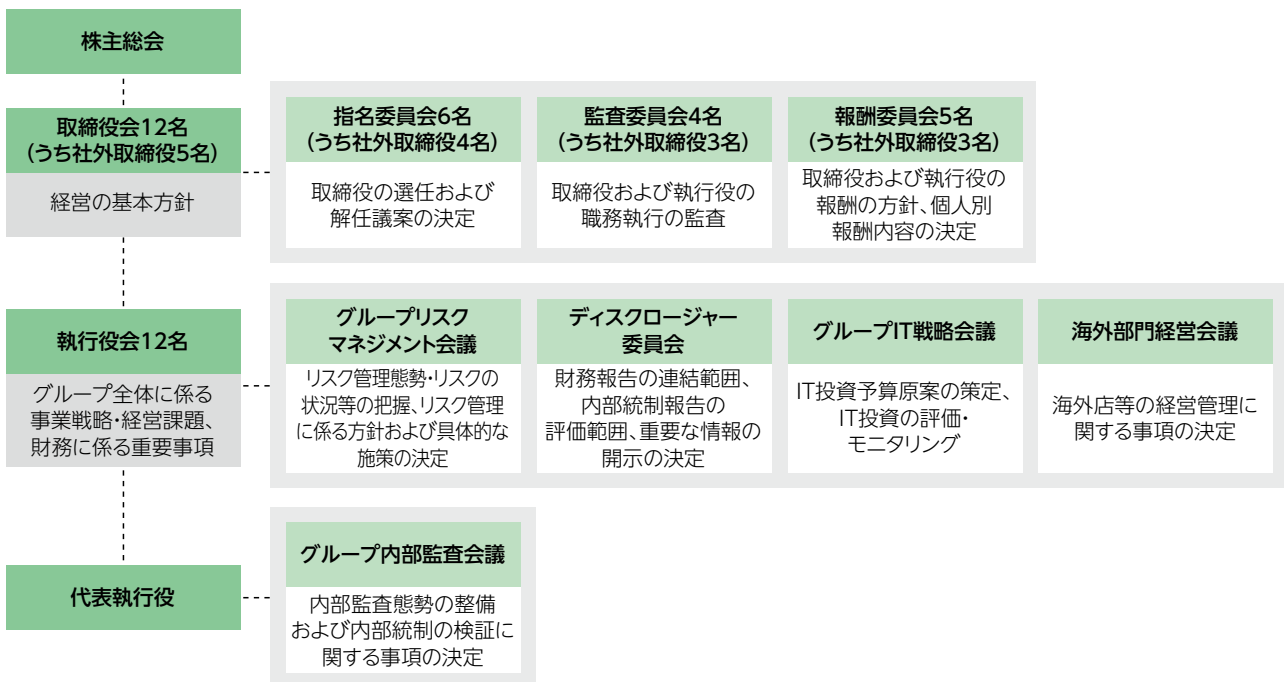 株主総会
取締役会12名
(うち社外取締役5名)
経営の基本方針
指名委員会6名
(うち社外取締役4名)
取締役の選任および
解任議案の決定
監査委員会4名
(うち社外取締役3名)
取締役および執行役の
職務執行の監査
報酬委員会5名
(うち社外取締役3名)
取締役および執行役の
報酬の方針、個人別
報酬内容の決定
執行役会12名
グループ全体に係る
事業戦略・経営課題、
財務に係る重要事項
グループリスク
マネジメント会議
リスク管理態勢・リスクの
状況等の把握、リスク管理
に係る方針および具体的な
施策の決定
ディスクロージャー
委員会
財務報告の連結範囲、
内部統制報告の
評価範囲、重要な情報の
開示の決定
グループIT戦略会議
IT投資予算原案の策定、
IT投資の評価・
モニタリング
海外部門経営会議
海外店等の経営管理に
関する事項の決定
代表執行役
グループ内部監査会議
内部監査態勢の整備
および内部統制の検証に
関する事項の決定